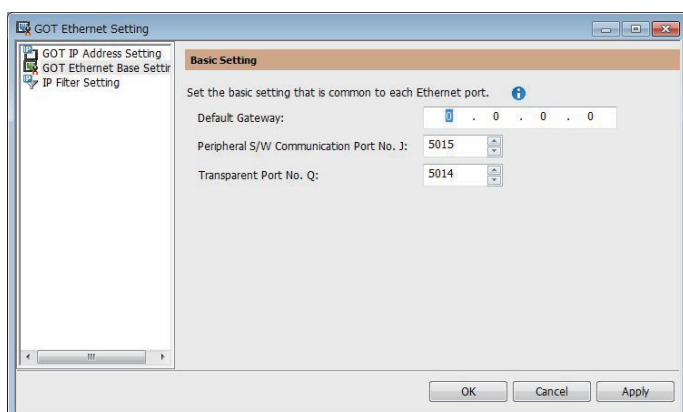 GOT Ethernet Setting
GOT IP Address Setting
GOT Ethernet Base Settir
IP Filter Setting
Basic Setting
Set the basic setting that is common to each Ethernet port.
Default Gateway: 0 . 0 . 0 . 0
Peripheral S/W Communication Port No. J: 5015
Transparent Port No. Q: 5014
OK Cancel Apply